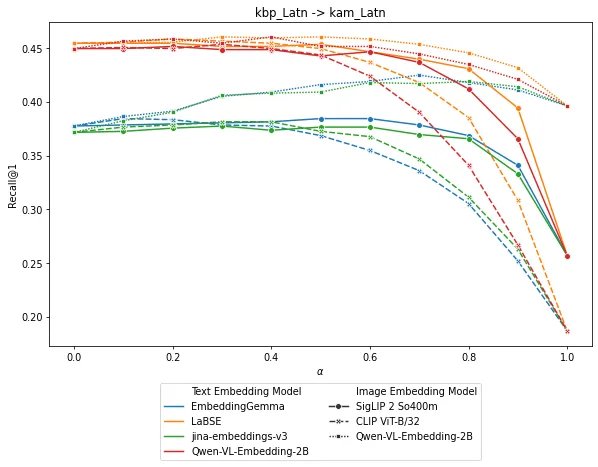 kbp_Latn -> kam_Latn
Recall@1
0.45
0.40
0.35
0.30
0.25
0.20
0.0 0.2 0.4 0.6 0.8 1.0
α
Text Embedding Model
EmbeddingGemma
LaBSE
jina-embeddings-v3
Qwen-VL-Embedding-2B
Image Embedding Model
SigLIP 2 So400m
CLIP ViT-B/32
Qwen-VL-Embedding-2B